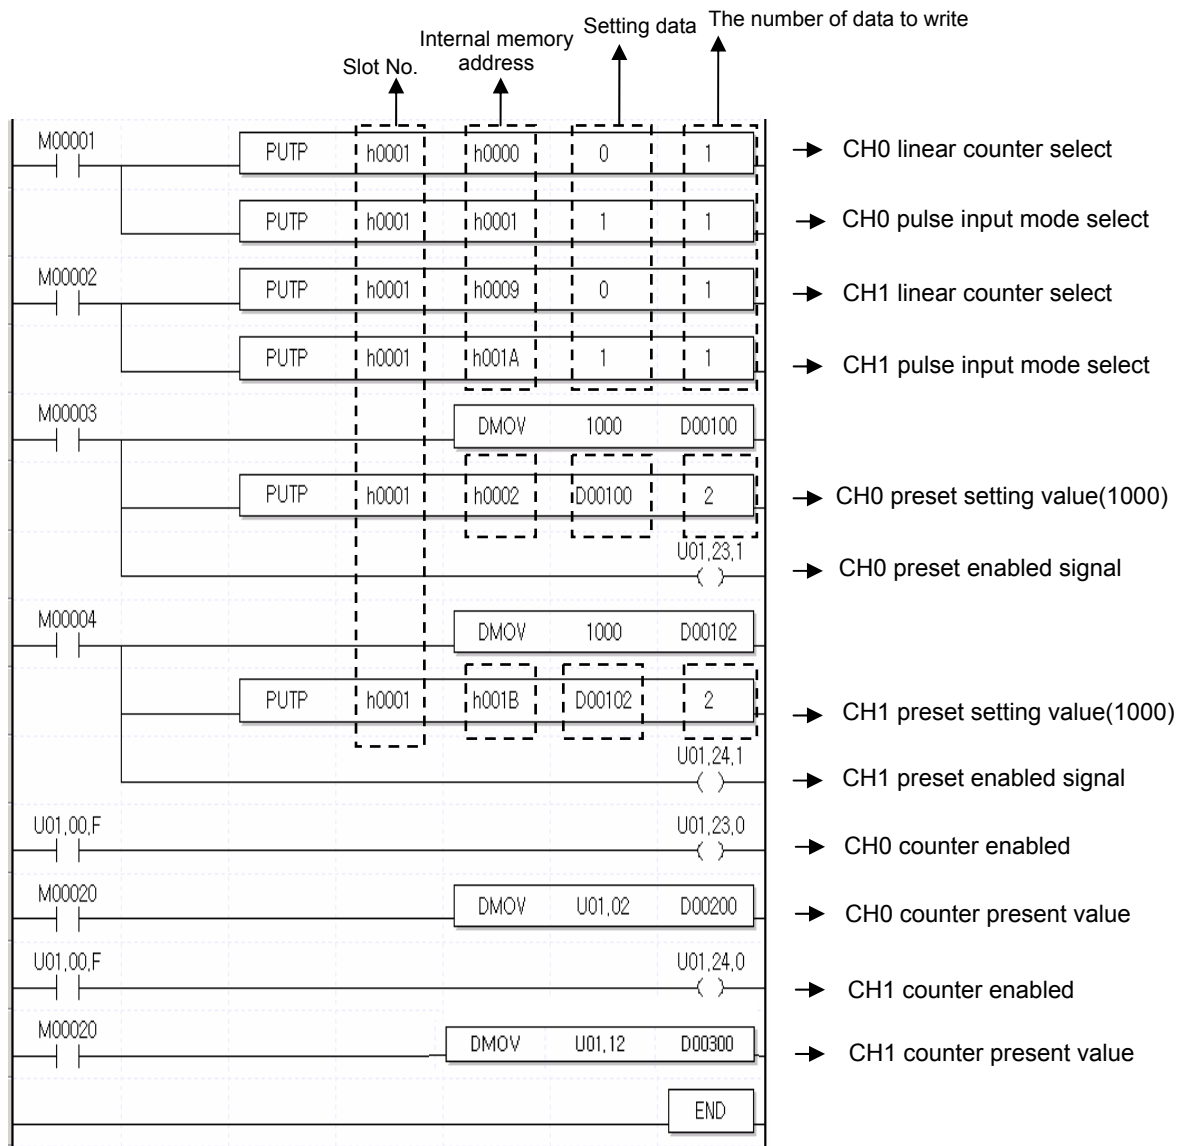 The number of data to write
Setting data
Internal memory
address
Slot No.
M00001
PUTP h0001 h0000 0 1
CH0 linear counter select
PUTP h0001 h0001 1 1
CH0 pulse input mode select
M00002
PUTP h0001 h0009 0 1
CH1 linear counter select
PUTP h0001 h001A 1 1
CH1 pulse input mode select
M00003
DMOV 1000 D00100
PUTP h0001 h0002 D00100 2
CH0 preset setting value(1000)
U01,23,1
CH0 preset enabled signal
M00004
DMOV 1000 D00102
PUTP h0001 h001B D00102 2
CH1 preset setting value(1000)
U01,24,1
CH1 preset enabled signal
U01,00,F
U01,23,0
CH0 counter enabled
M00020
DMOV U01,02 D00200
CH0 counter present value
U01,00,F
U01,24,0
CH1 counter enabled
M00020
DMOV U01,12 D00300
CH1 counter present value
END